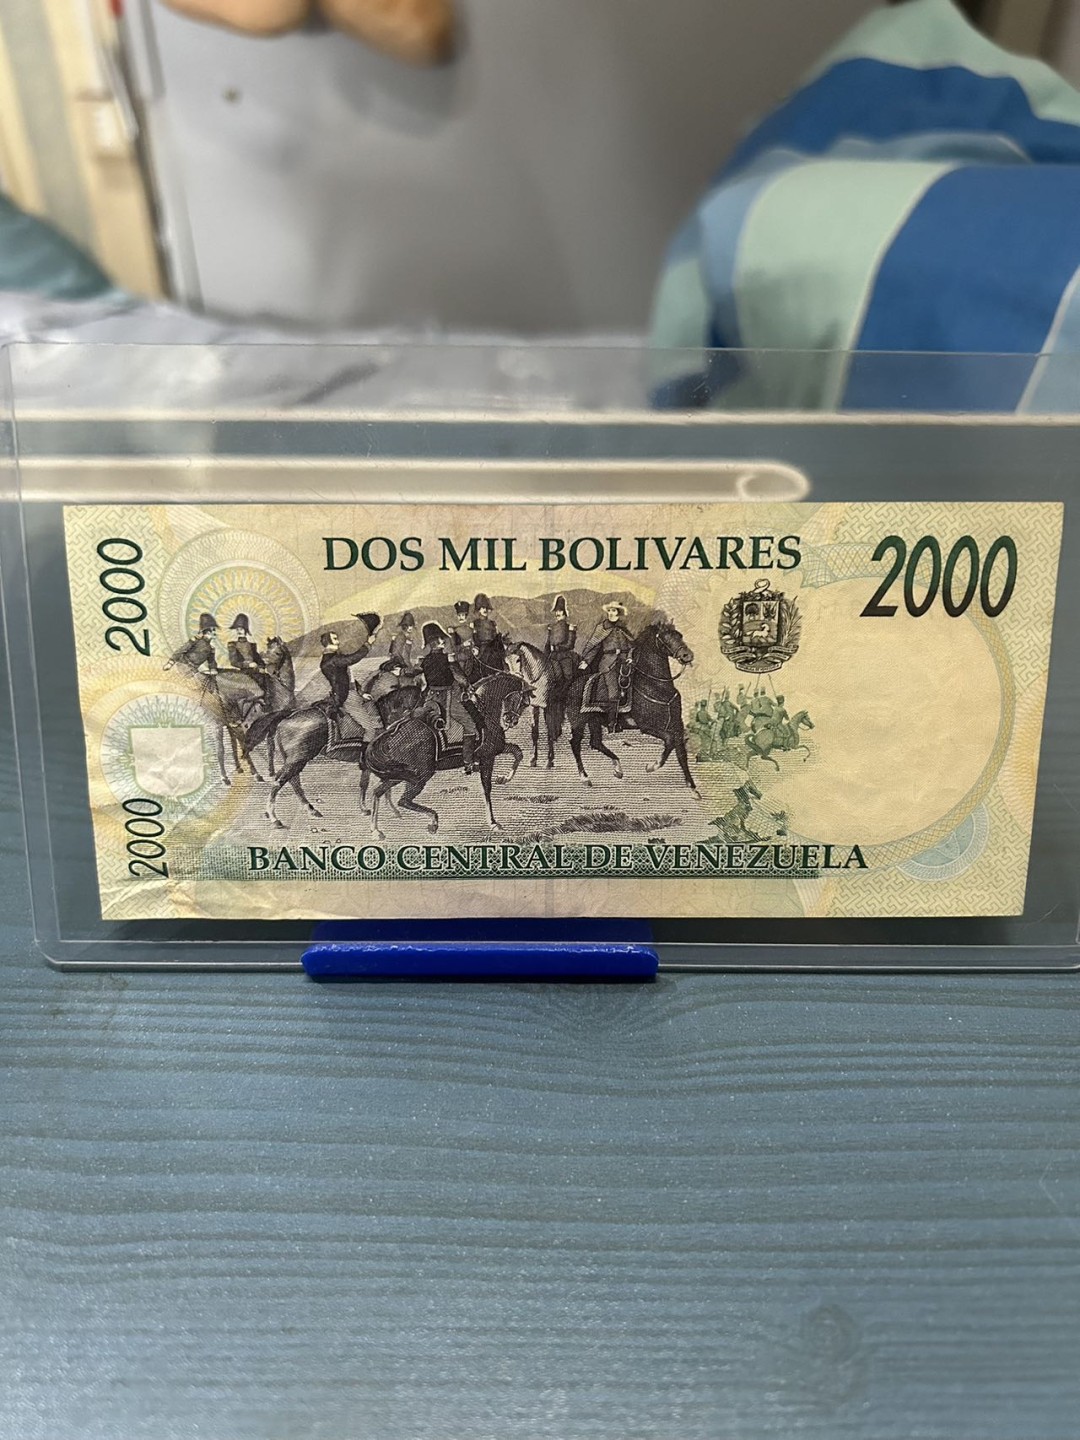 DOS MIL BOLIVARES
2000
2000
2000
BANCO CENTRAL DE VENEZUELA